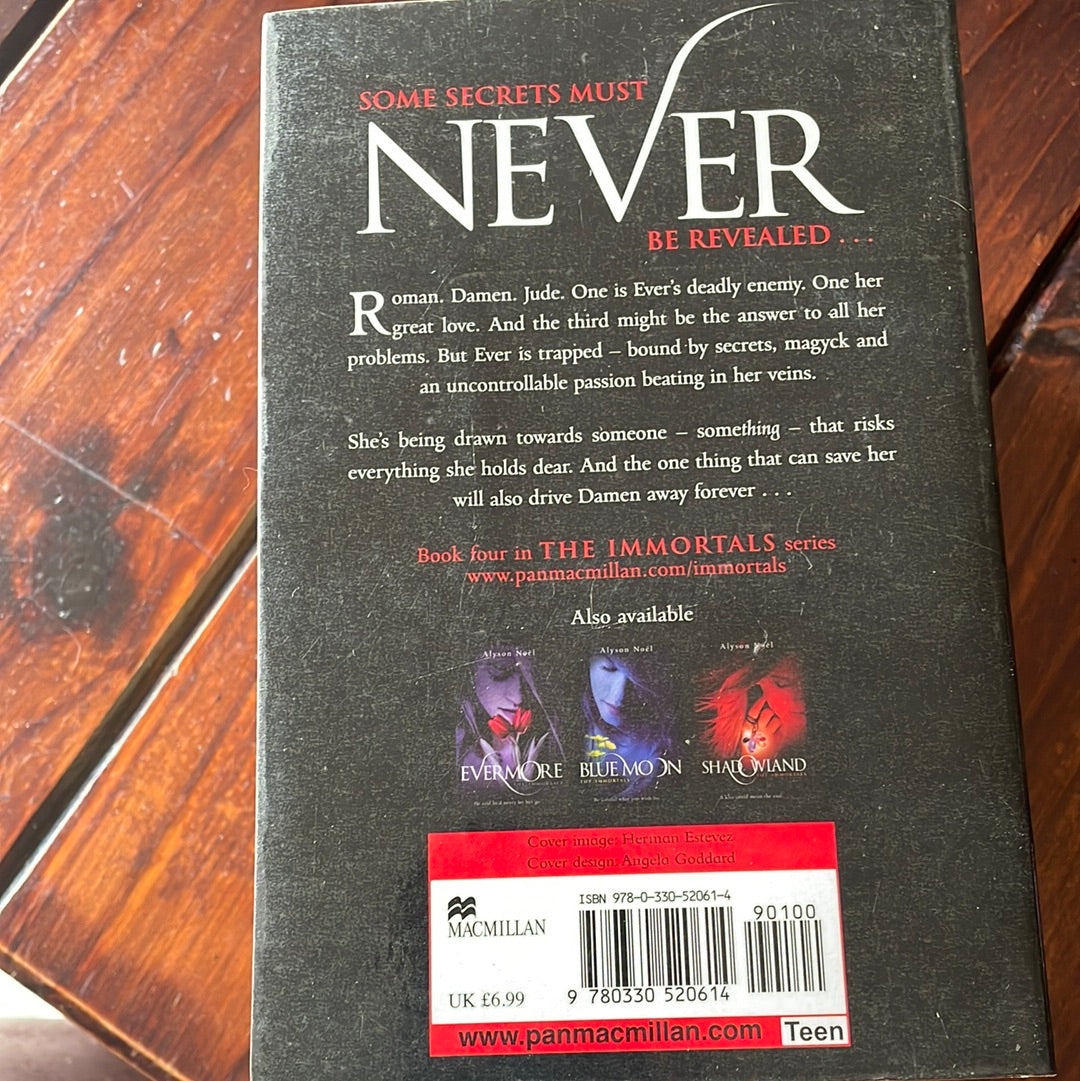 SOME SECRETS MUST
NEVER
BE REVEALED . . .
Roman. Damen. Jude. One is Ever's deadly enemy. One her
great love. And the third might be the answer to all her
problems. But Ever is trapped – bound by secrets, magyck and
an uncontrollable passion beating in her veins.
She's being drawn towards someone – something – that risks
everything she holds dear. And the one thing that can save her
will also drive Damen away forever . . .
Book four in THE IMMORTALS series
www.panmacmillan.com/immortals
Also available
Alyson Noël
Alyson Noël
Alyson Noël
EVERMORE
BLUE MOON
SHADOWLAND
THE IMMORTALS
THE IMMORTALS
Cover image: Herman Estevez
Cover design: Angela Goddard
ISBN 978-0-330-52061-4
90100
MACMILLAN
UK £6.99
9 780330 520614
www.panmacmillan.com
Teen